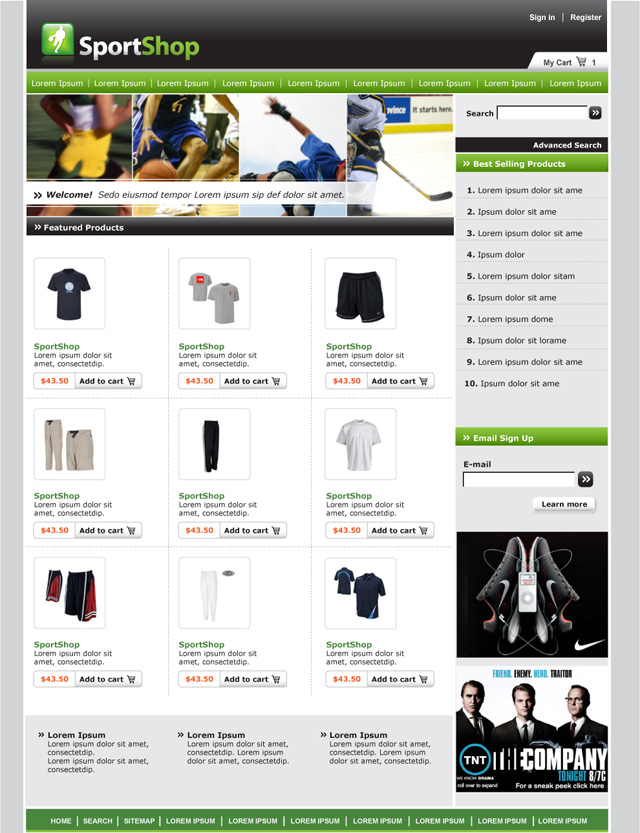 Sign in | Register
SportShop
My Cart 1
Lorem Ipsum | Lorem Ipsum | Lorem Ipsum | Lorem Ipsum | Lorem Ipsum | Lorem Ipsum | Lorem Ipsum | Lorem Ipsum | Lorem Ipsum
ovince it starts here.
» Welcome! Sedo eiusmod tempor Lorem ipsum sip def dolor sit amet.
Search »
Advanced Search
» Featured Products
SportShop
Lorem ipsum dolor sit
amet, consectetdip.
$43.50 Add to cart
SportShop
Lorem ipsum dolor sit
amet, consectetdip.
$43.50 Add to cart
SportShop
Lorem ipsum dolor sit
amet, consectetdip.
$43.50 Add to cart
SportShop
Lorem ipsum dolor sit
amet, consectetdip.
$43.50 Add to cart
SportShop
Lorem ipsum dolor sit
amet, consectetdip.
$43.50 Add to cart
SportShop
Lorem ipsum dolor sit
amet, consectetdip.
$43.50 Add to cart
SportShop
Lorem ipsum dolor sit
amet, consectetdip.
$43.50 Add to cart
SportShop
Lorem ipsum dolor sit
amet, consectetdip.
$43.50 Add to cart
SportShop
Lorem ipsum dolor sit
amet, consectetdip.
$43.50 Add to cart
» Best Selling Products
1. Lorem ipsum dolor sit ame
2. Ipsum dolor sit ame
3. Lorem ipsum dolor sit ame
4. Ipsum dolor
5. Lorem ipsum dolor sitam
6. Ipsum dolor sit ame
7. Lorem ipsum dome
8. Ipsum dolor sit lorame
9. Lorem ipsum dolor sit ame
10. Ipsum dolor sit ame
» Email Sign Up
E-mail
»
Learn more
FRIEND. ENEMY. HERO. TRAITOR
TNT
WE KNOW DRAMA
roll over to expand
THE COMPANY
TONIGHT 8/7C
For a sneak peek click here
» Lorem Ipsum
Lorem ipsum dolor sit amet,
consectetdip.
Lorem ipsum dolor sit amet,
consectetdip.
» Lorem Ipsum
Lorem ipsum dolor sit amet,
consectetdip. Lorem ipsum
dolor sit amet, consectetdip.
» Lorem Ipsum
Lorem ipsum dolor sit amet,
consectetdip. Lorem ipsum
dolor sit amet, consectetdip.
HOME | SEARCH | SITEMAP | LOREM IPSUM | LOREM IPSUM | LOREM IPSUM | LOREM IPSUM | LOREM IPSUM | LOREM IPSUM | LOREM IPSUM